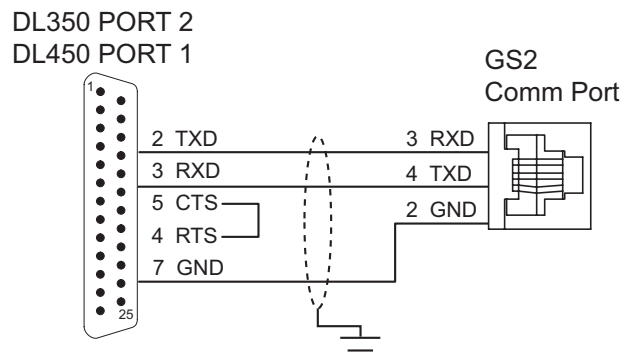 DL350 PORT 2
DL450 PORT 1
GS2
Comm Port
1
2 TXD
3 RXD
3 RXD
4 TXD
5 CTS
2 GND
4 RTS
7 GND
25